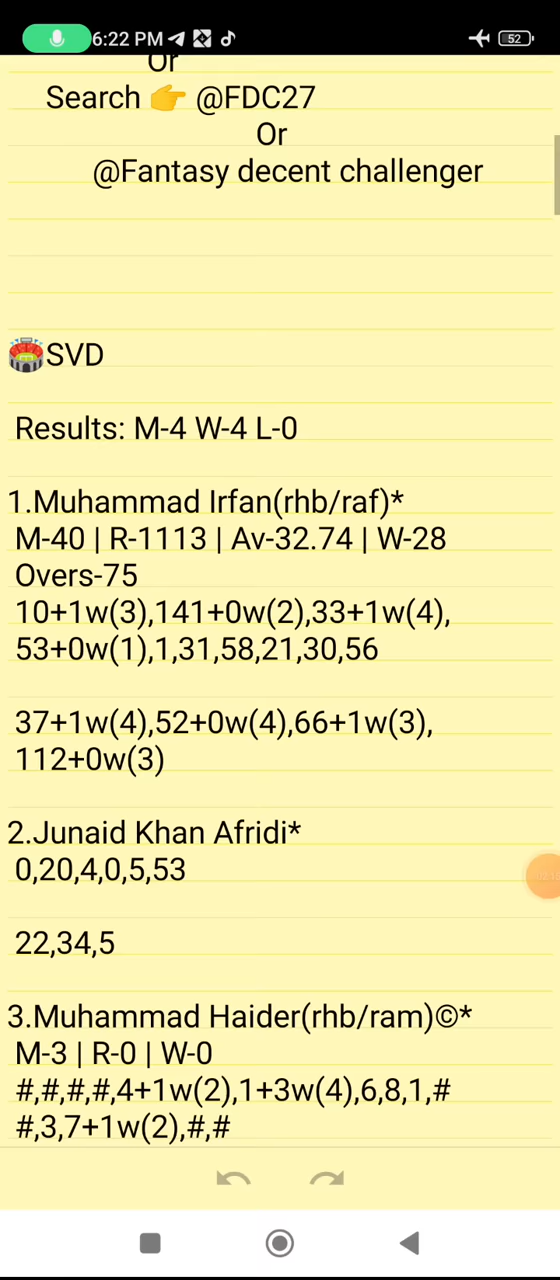 6:22 PM
52
Or
Search 👉 @FDC27
Or
@Fantasy decent challenger
🏟️SVD
Results: M-4 W-4 L-0
1.Muhammad Irfan(rhb/raf)*
M-40 | R-1113 | Av-32.74 | W-28
Overs-75
10+1w(3),141+0w(2),33+1w(4),
53+0w(1),1,31,58,21,30,56
37+1w(4),52+0w(4),66+1w(3),
112+0w(3)
2.Junaid Khan Afridi*
0,20,4,0,5,53
22,34,5
3.Muhammad Haider(rhb/ram)©*
M-3 | R-0 | W-0
#,#,#,#,4+1w(2),1+3w(4),6,8,1,#
#,3,7+1w(2),#,#